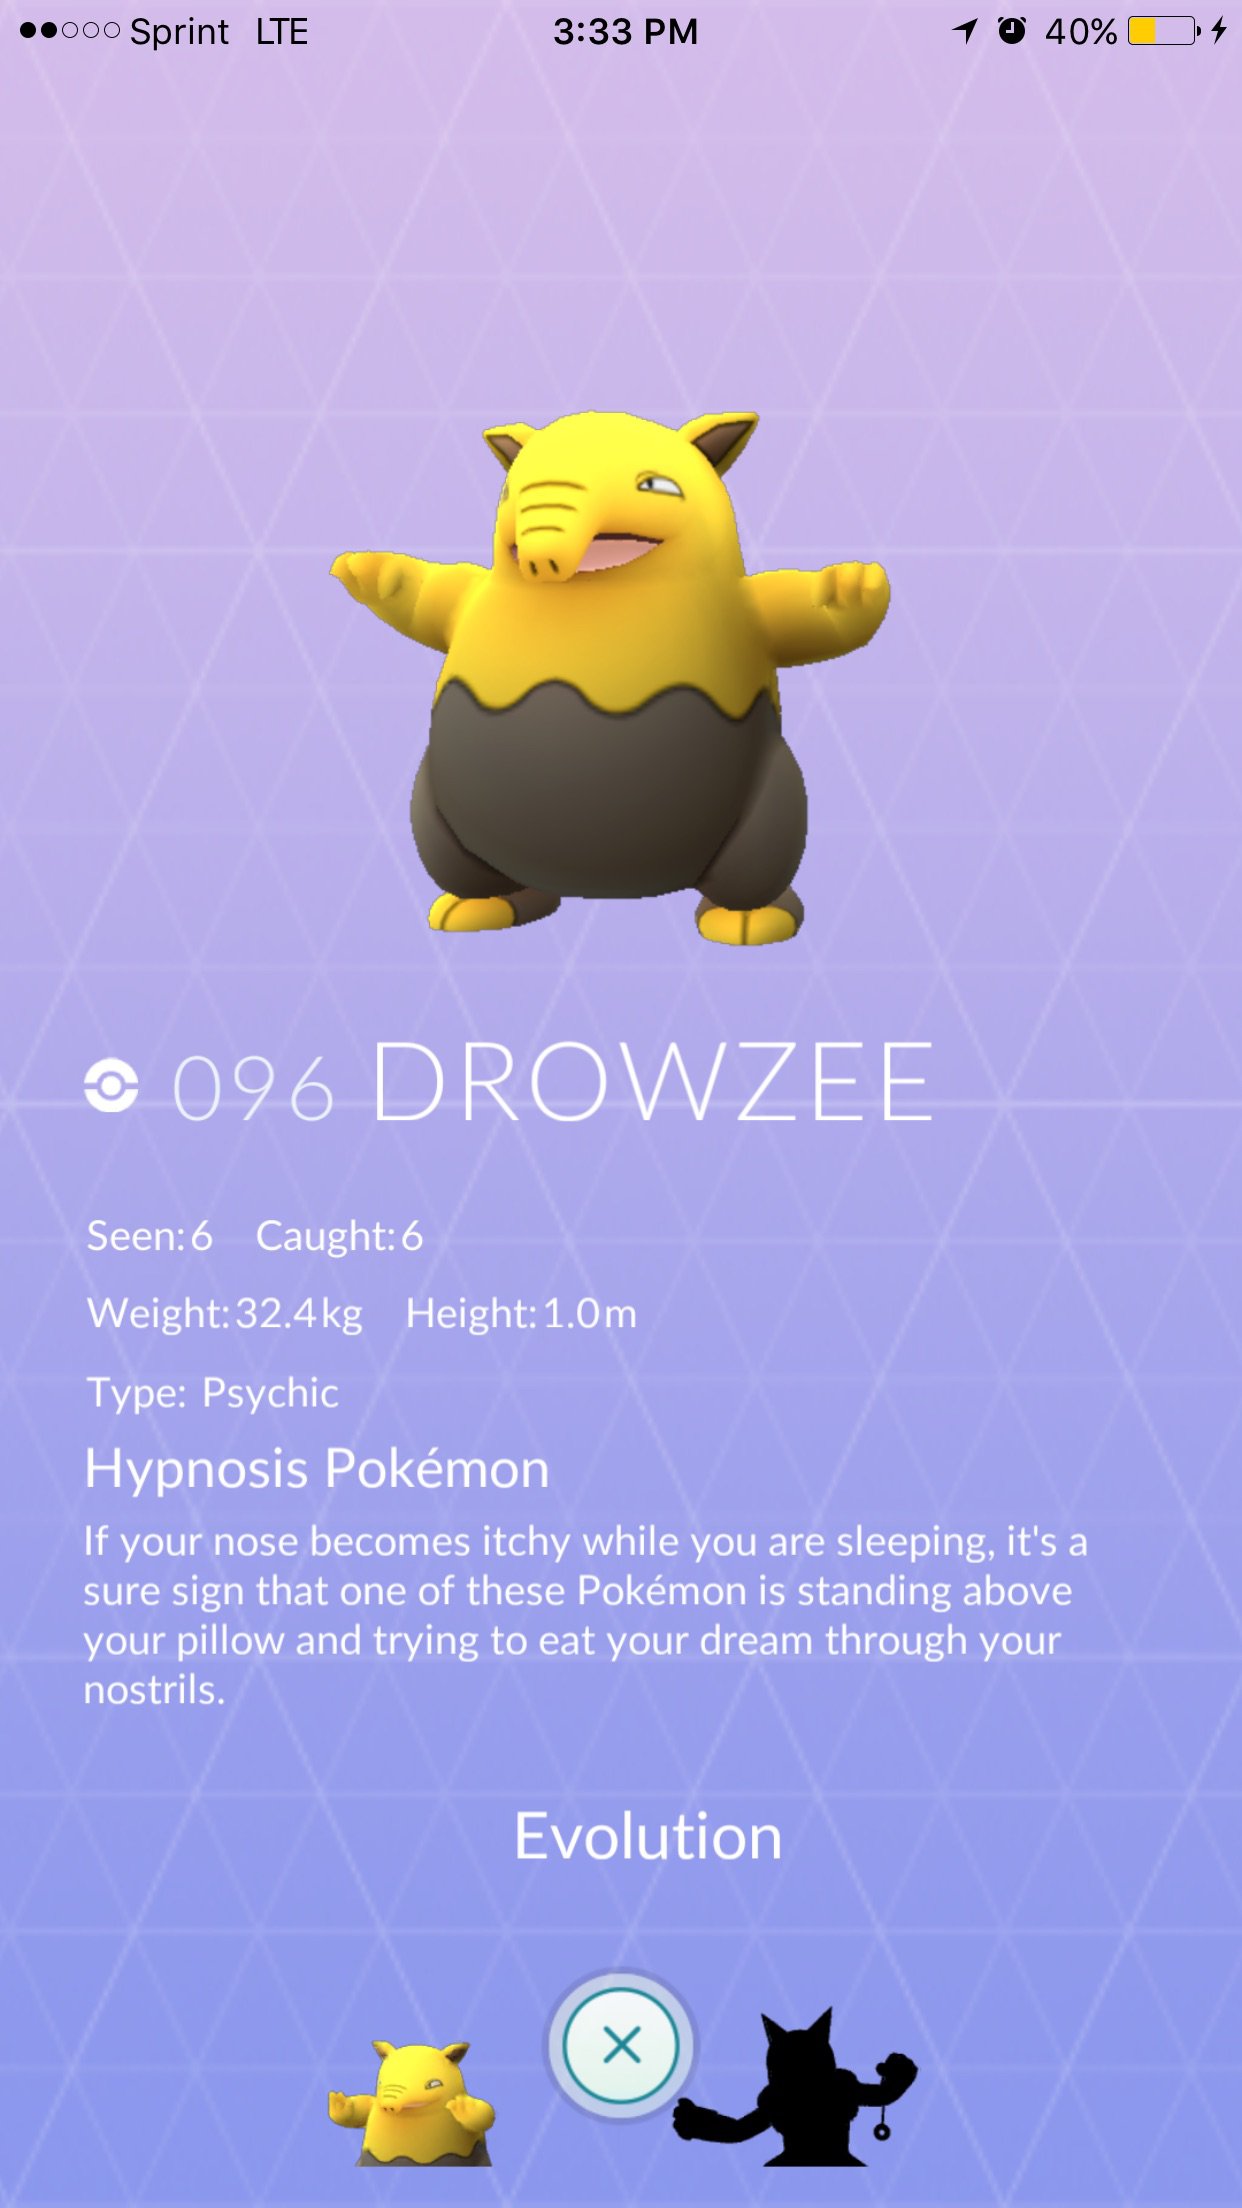 Sprint LTE 3:33 PM 40%
096 DROWZEE
Seen: 6 Caught: 6
Weight: 32.4kg Height: 1.0m
Type: Psychic
Hypnosis Pokémon
If your nose becomes itchy while you are sleeping, it's a
sure sign that one of these Pokémon is standing above
your pillow and trying to eat your dream through your
nostrils.
Evolution